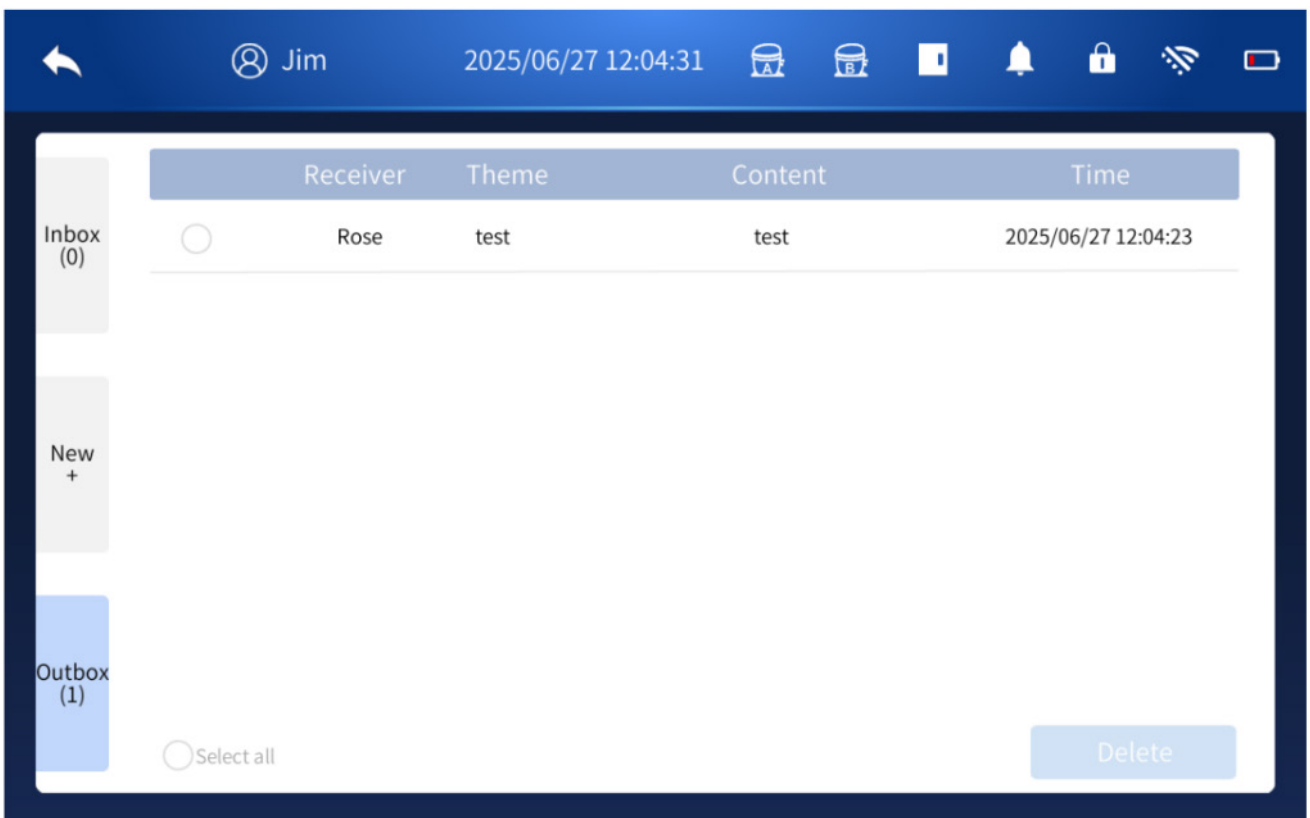 Jim 2025/06/27 12:04:31 A B
Receiver Theme Content Time
Rose test test 2025/06/27 12:04:23
Inbox
(0)
New
+
Outbox
(1)
Select all
Delete